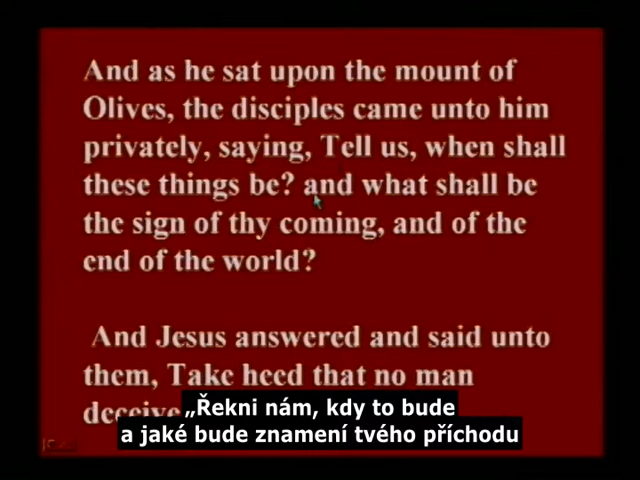 And as he sat upon the mount of
Olives, the disciples came unto him
privately, saying, Tell us, when shall
these things be? and what shall be
the sign of thy coming, and of the
end of the world?
And Jesus answered and said unto
them, Take heed that no man
deceive
„Řekni nám, kdy to bude
a jaké bude znamení tvého příchodu